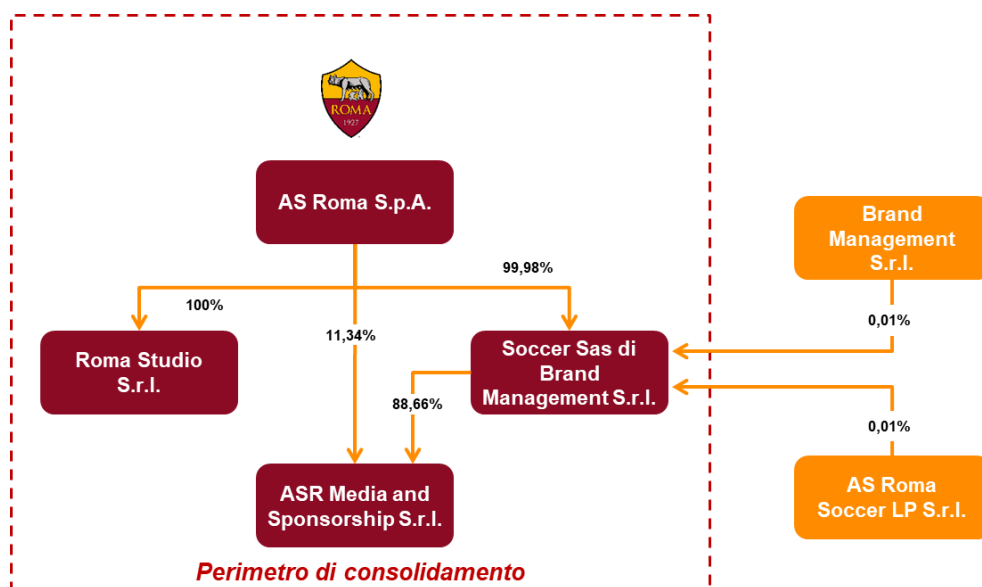 ROMA
1927
AS Roma S.p.A.
Brand
Management
S.r.l.
99,98%
100%
11,34%
0,01%
Roma Studio
S.r.l.
Soccer Sas di
Brand
Management S.r.l.
88,66%
0,01%
ASR Media and
Sponsorship S.r.l.
AS Roma
Soccer LP S.r.l.
Perimetro di consolidamento